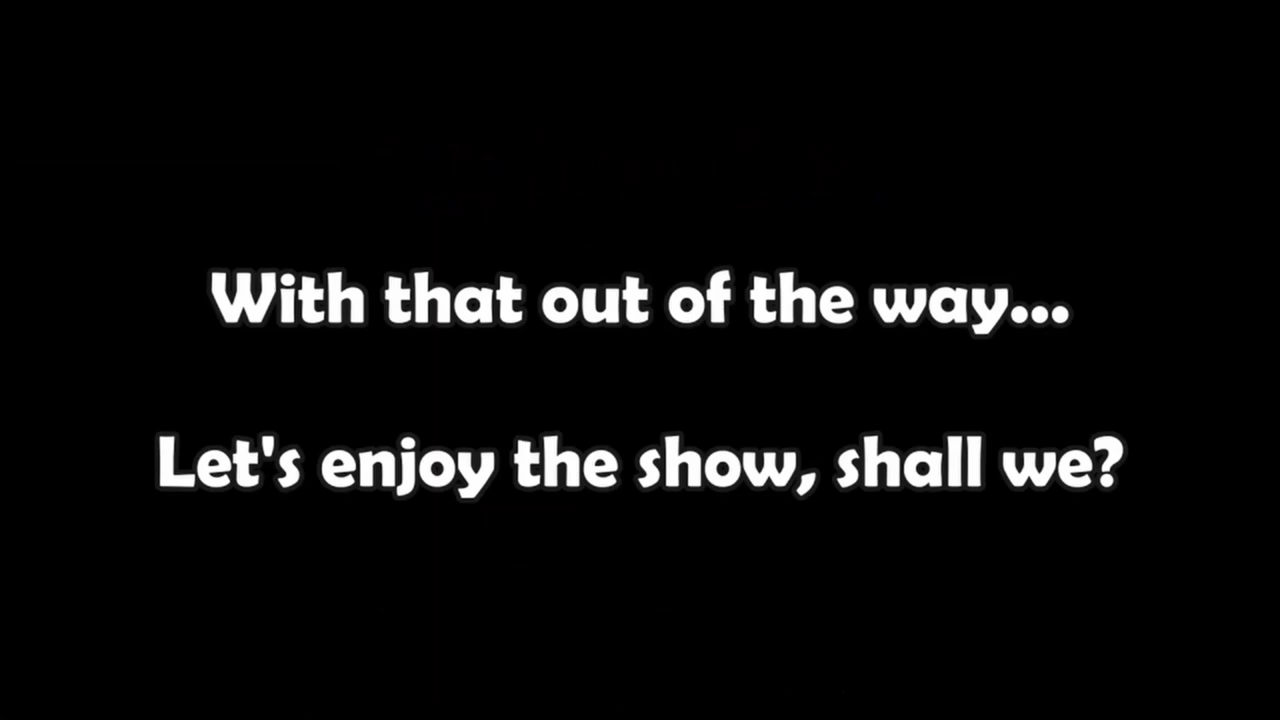 With that out of the way...
Let's enjoy the show, shall we?